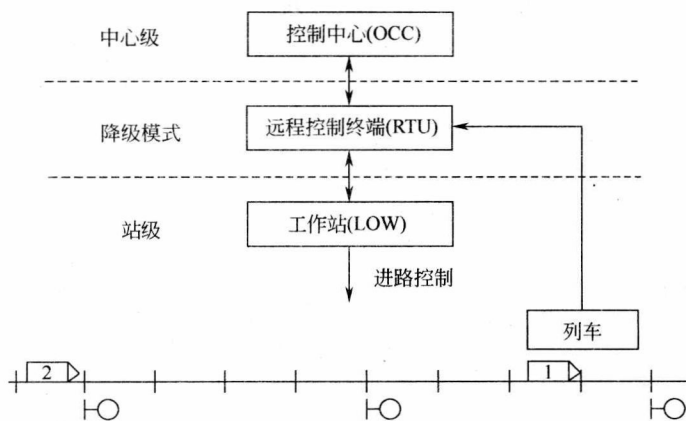 中心级
控制中心(OCC)
降级模式
远程控制终端(RTU)
站级
工作站(LOW)
进路控制
列车
2
1